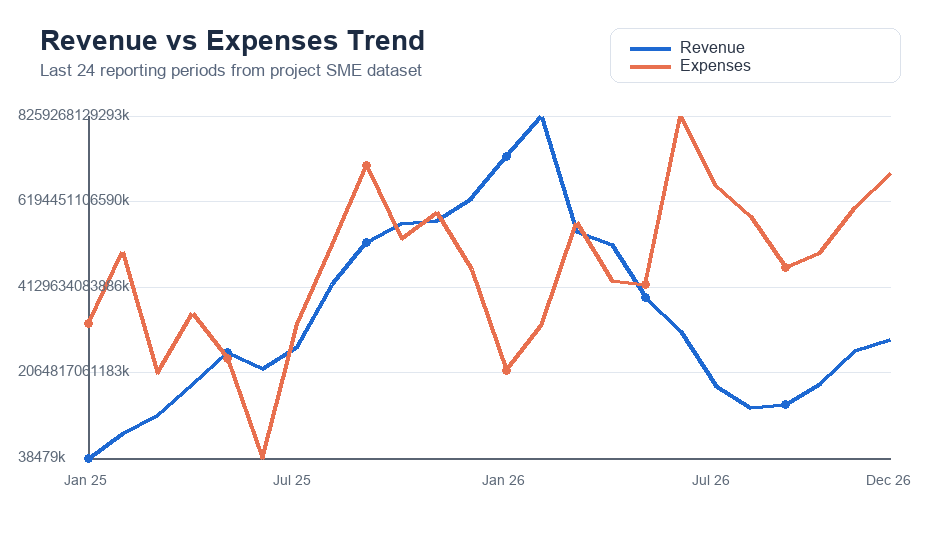 Revenue vs Expenses Trend
Last 24 reporting periods from project SME dataset
Revenue
Expenses
8259268129293k
6194451106590k
4129634083886k
2064817061183k
38479k
Jan 25
Jul 25
Jan 26
Jul 26
Dec 26